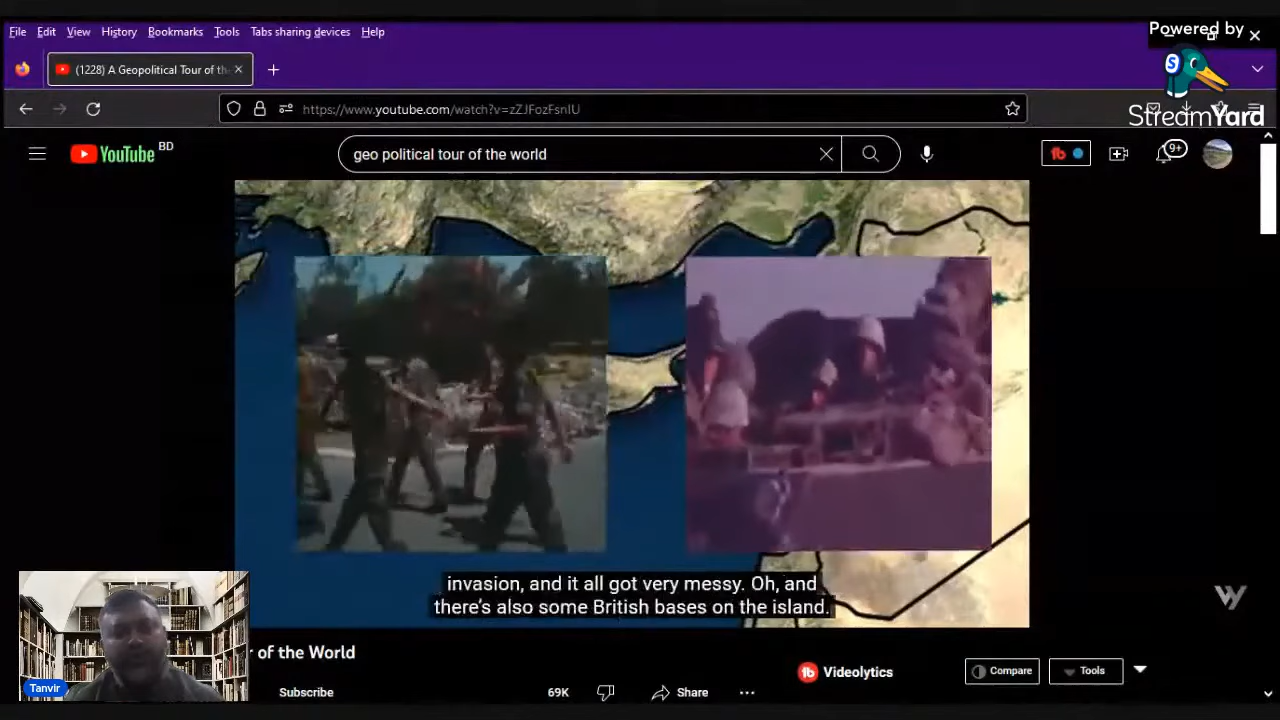 File Edit View History Bookmarks Tools Tabs sharing devices Help
Powered by
(1228) A Geopolitical Tour of th
StreamYard
https://www.youtube.com/watch?v=zZJFozFsnIU
YouTube BD
geo political tour of the world
9+
invasion, and it all got very messy. Oh, and
there's also some British bases on the island.
r of the World
Videolytics
Compare
Tools
Tanvir
Subscribe
69K
Share